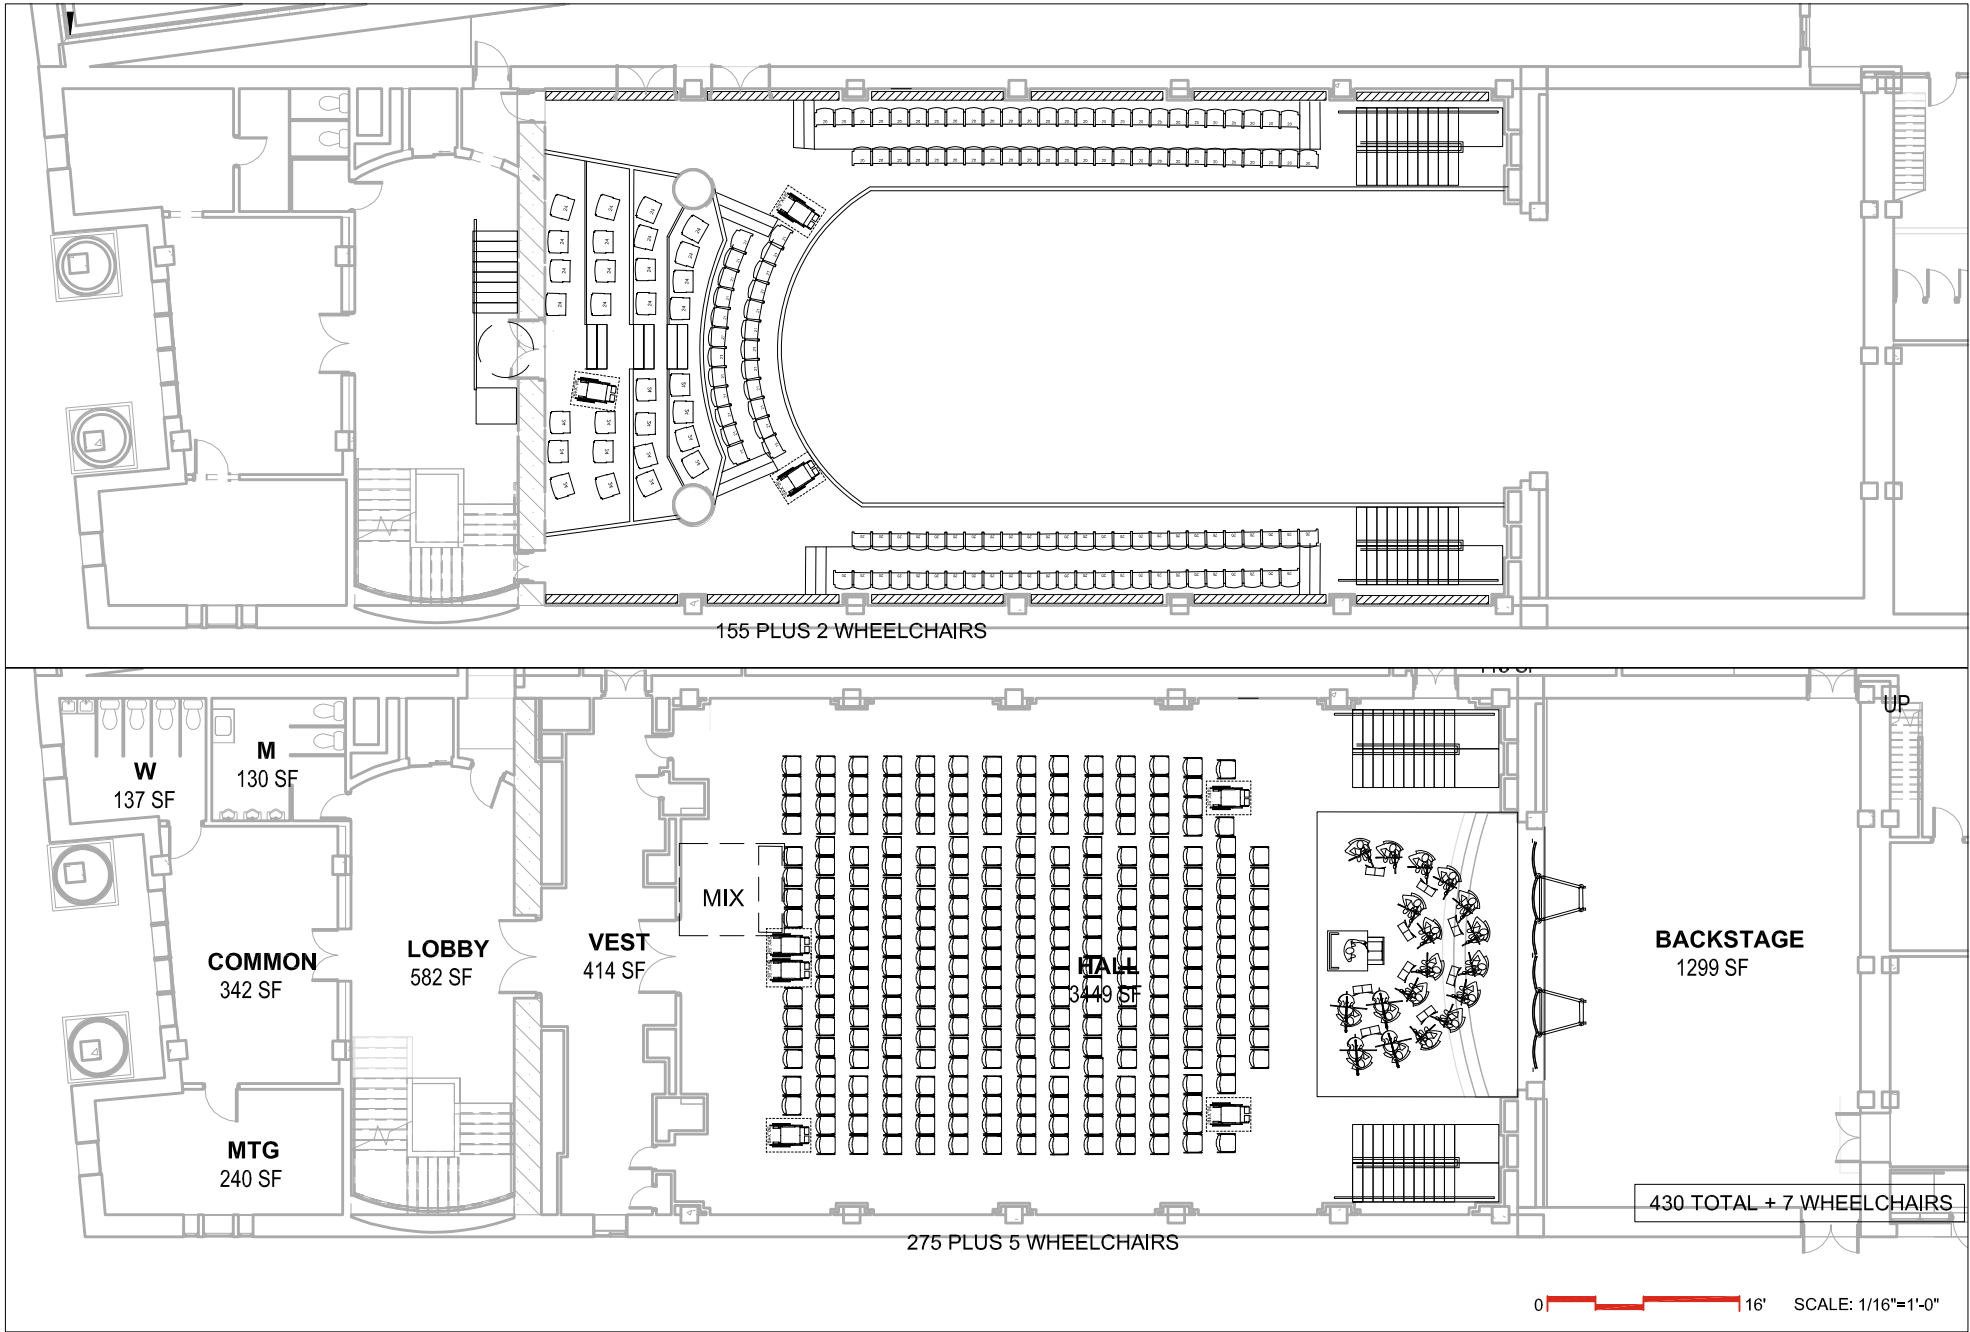 155 PLUS 2 WHEELCHAIRS
UP
W
137 SF
M
130 SF
MIX
COMMON
342 SF
LOBBY
582 SF
VEST
414 SF
HALL
3449 SF
BACKSTAGE
1299 SF
MTG
240 SF
430 TOTAL + 7 WHEELCHAIRS
275 PLUS 5 WHEELCHAIRS
0 16' SCALE: 1/16"=1'-0"